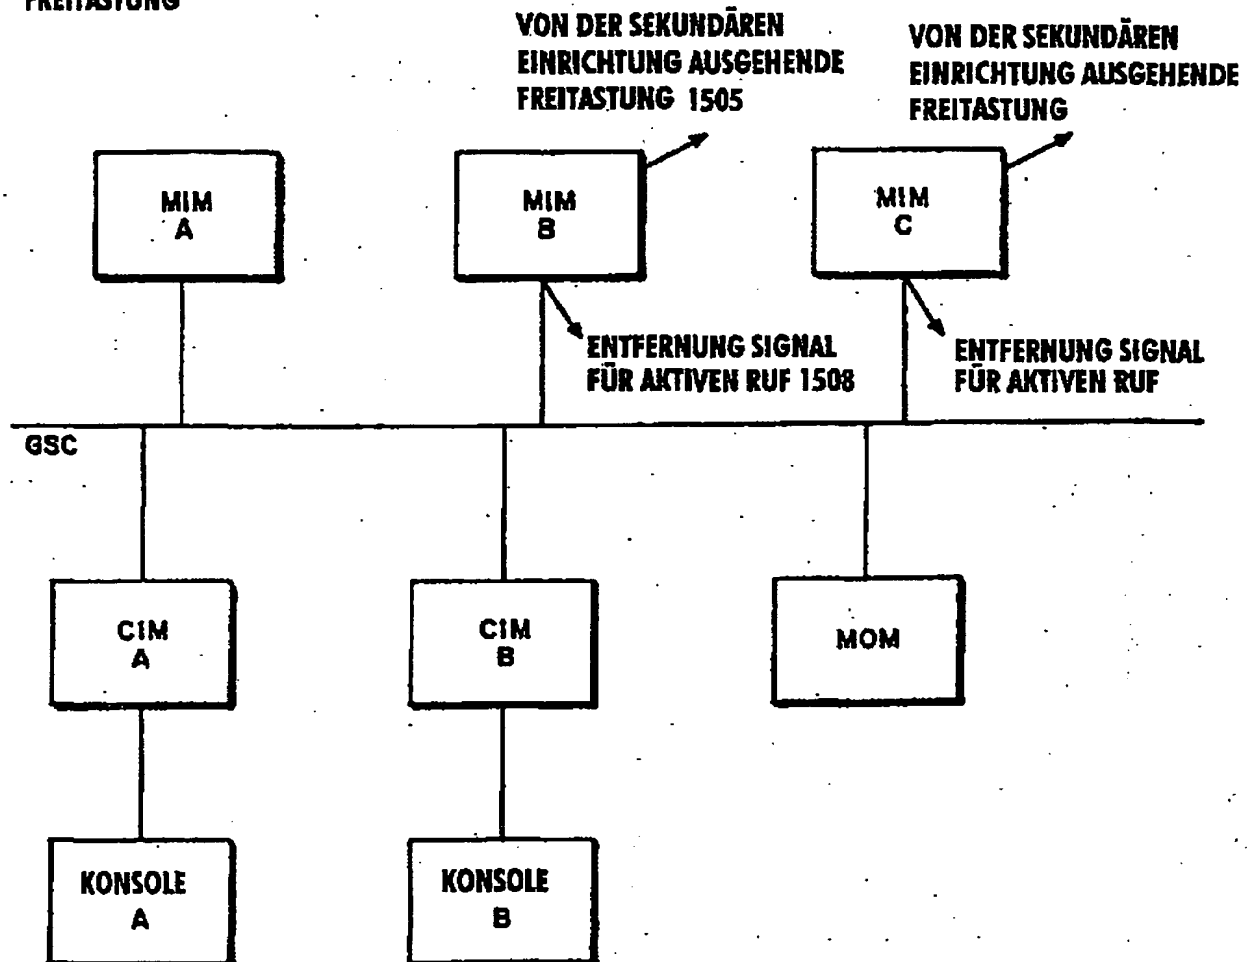 FREITASTUNG
VON DER SEKUNDÄREN
EINRICHTUNG AUSGEHENDE
FREITASTUNG 1505
VON DER SEKUNDÄREN
EINRICHTUNG AUSGEHENDE
FREITASTUNG
MIM
A
MIM
B
MIM
C
ENTFERNUNG SIGNAL
FÜR AKTIVEN RUF 1508
ENTFERNUNG SIGNAL
FÜR AKTIVEN RUF
GSC
CIM
A
CIM
B
MOM
KONSOLE
A
KONSOLE
B